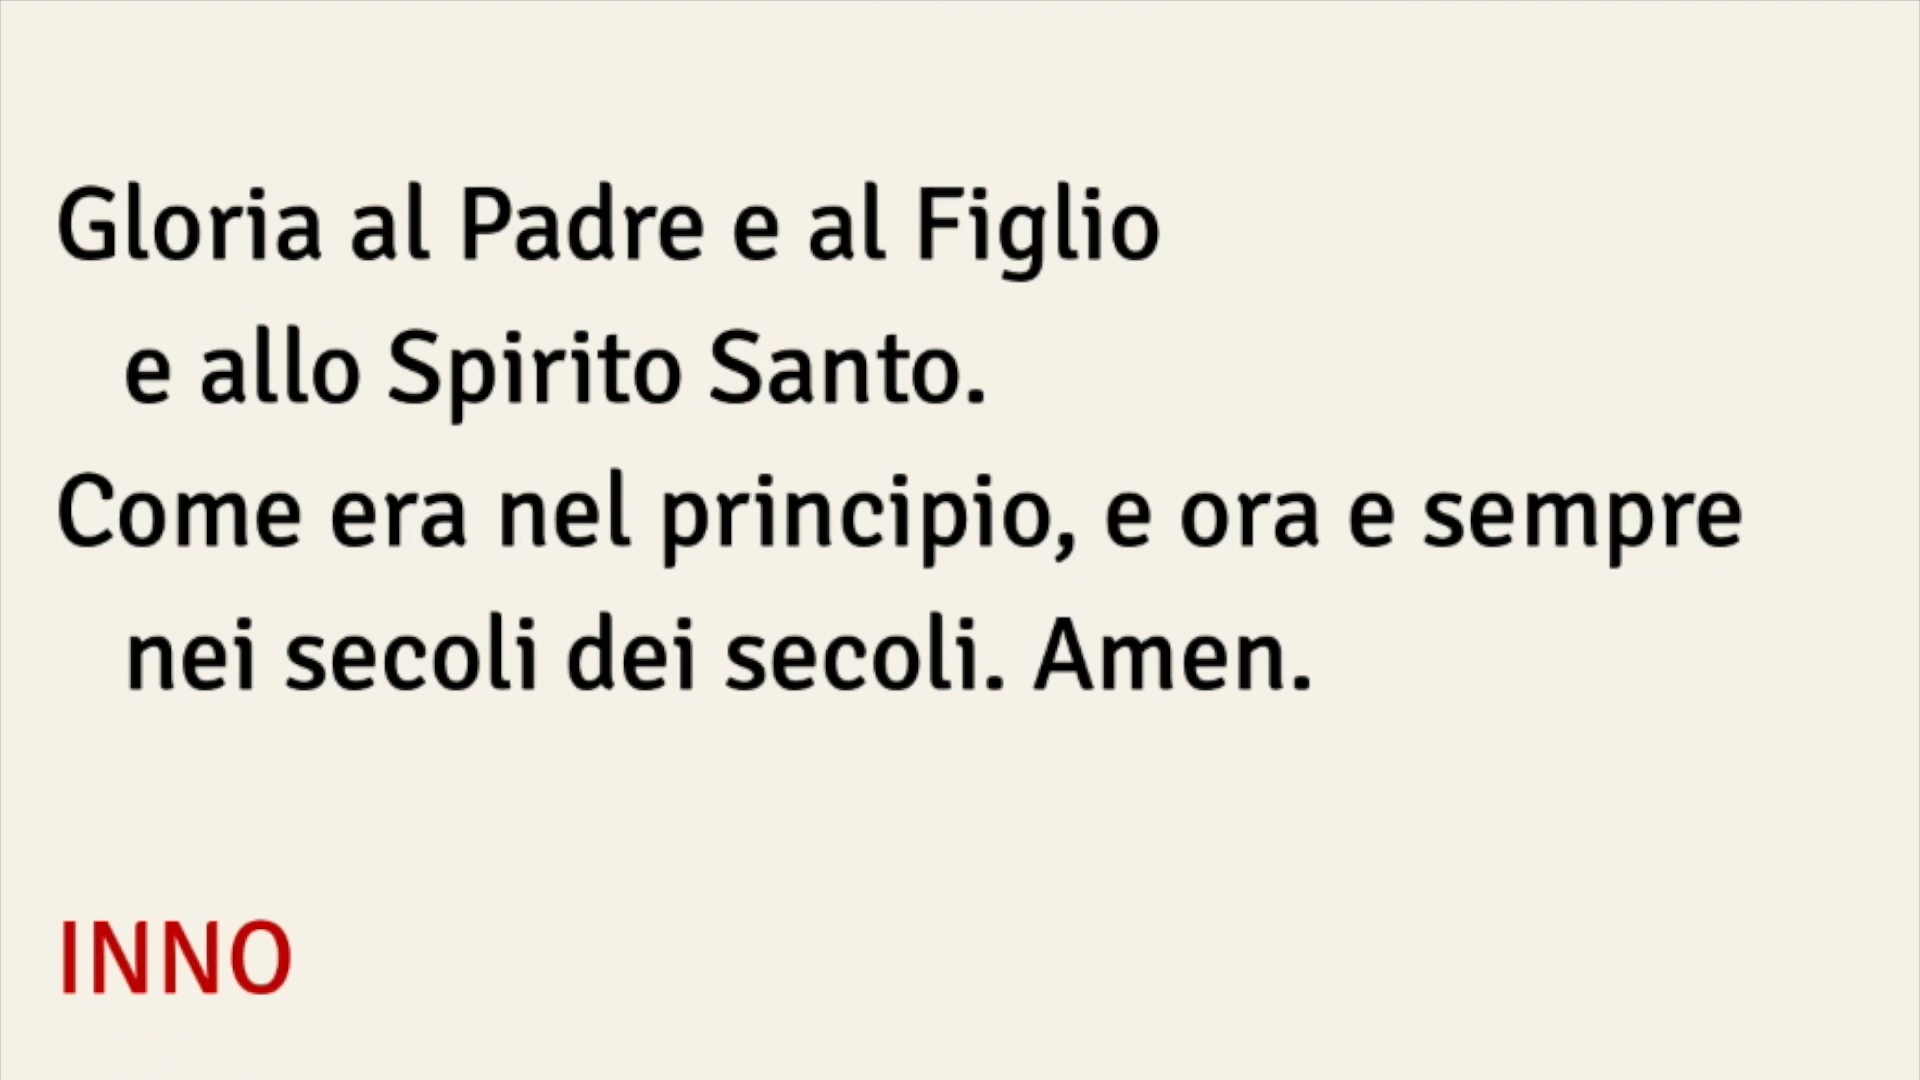 Gloria al Padre e al Figlio
e allo Spirito Santo.
Come era nel principio, e ora e sempre
nei secoli dei secoli. Amen.
INNO